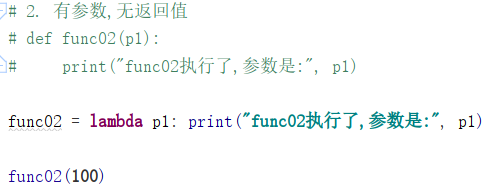 # 2. 有参数,无返回值
# def func02(p1):
#     print("func02执行了,参数是:", p1)
func02 = lambda p1: print("func02执行了,参数是:", p1)
func02(100)